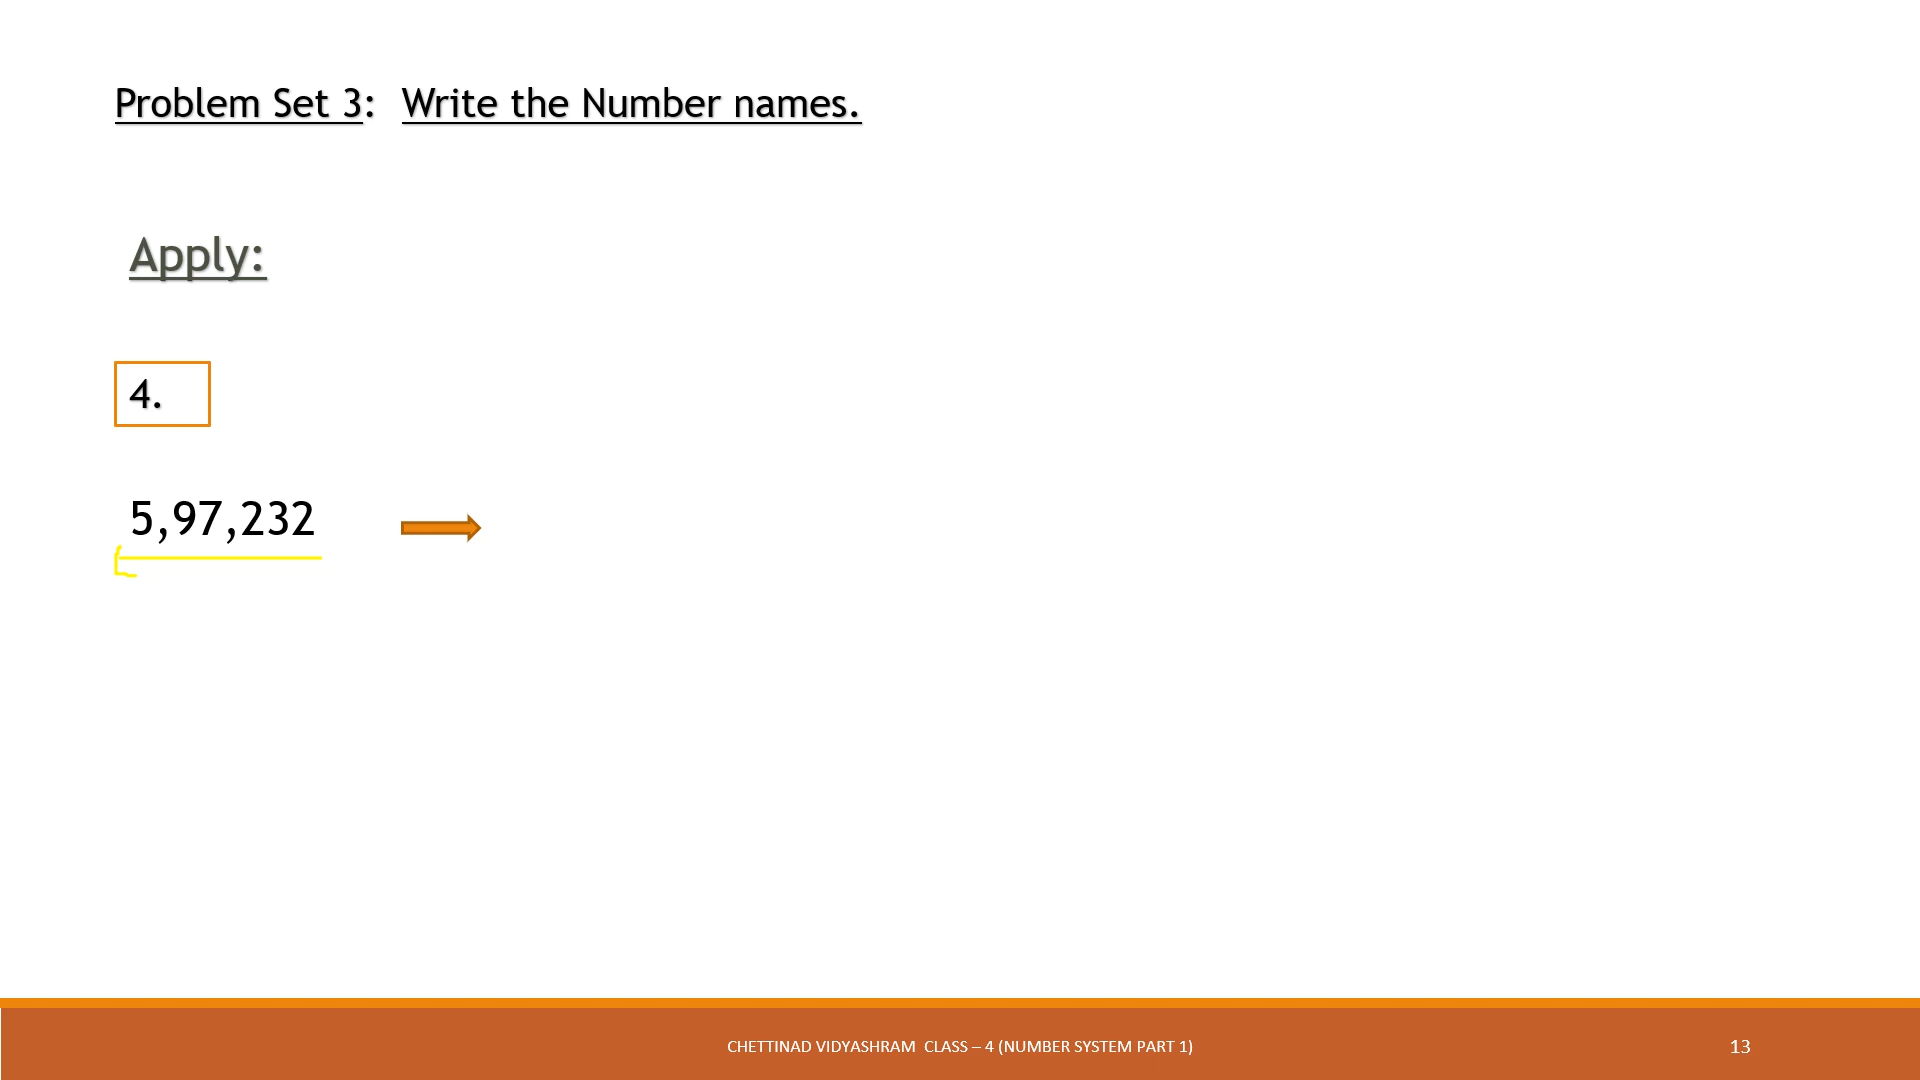 Problem Set 3: Write the Number names.
Apply:
4.
5,97,232
CHETTINAD VIDYASHRAM CLASS – 4 (NUMBER SYSTEM PART 1)
13